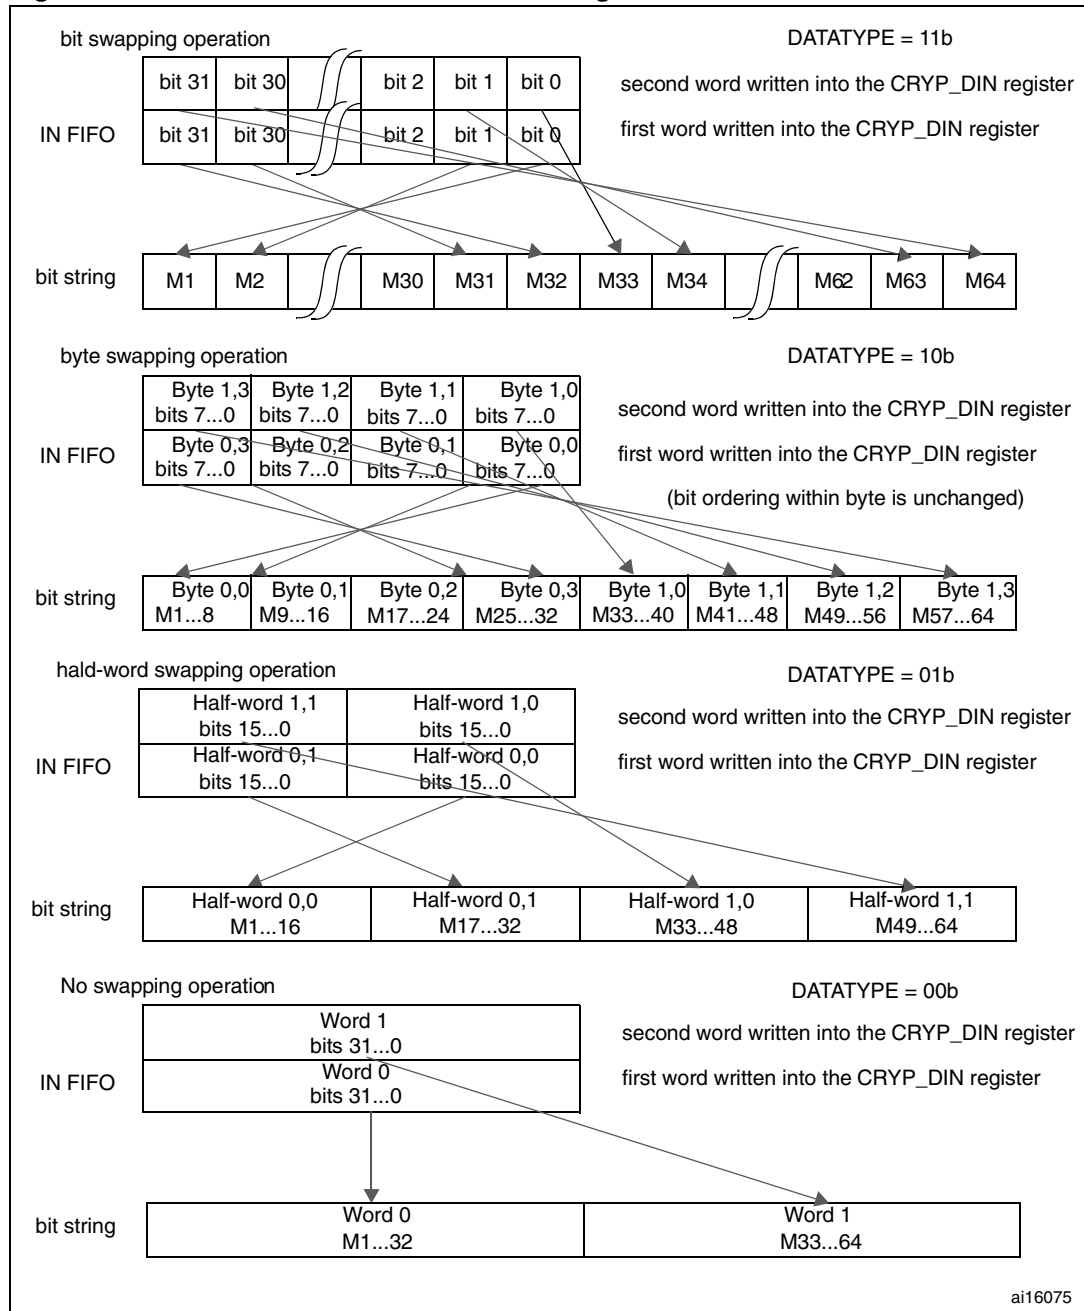 bit swapping operation DATATYPE = 11b
bit 31 bit 30 bit 2 bit 1 bit 0 second word written into the CRYP_DIN register
IN FIFO bit 31 bit 30 bit 2 bit 1 bit 0 first word written into the CRYP_DIN register
bit string M1 M2 M30 M31 M32 M33 M34 M62 M63 M64
byte swapping operation DATATYPE = 10b
Byte 1,3 Byte 1,2 Byte 1,1 Byte 1,0
bits 7...0 bits 7...0 bits 7...0 bits 7...0 second word written into the CRYP_DIN register
IN FIFO Byte 0,3 Byte 0,2 Byte 0,1 Byte 0,0 first word written into the CRYP_DIN register
bits 7...0 bits 7...0 bits 7...0 bits 7...0
(bit ordering within byte is unchanged)
bit string Byte 0,0 Byte 0,1 Byte 0,2 Byte 0,3 Byte 1,0 Byte 1,1 Byte 1,2 Byte 1,3
M1...8 M9...16 M17...24 M25...32 M33...40 M41...48 M49...56 M57...64
hald-word swapping operation DATATYPE = 01b
Half-word 1,1 Half-word 1,0 second word written into the CRYP_DIN register
bits 15...0 bits 15...0
IN FIFO Half-word 0,1 Half-word 0,0 first word written into the CRYP_DIN register
bits 15...0 bits 15...0
bit string Half-word 0,0 Half-word 0,1 Half-word 1,0 Half-word 1,1
M1...16 M17...32 M33...48 M49...64
No swapping operation DATATYPE = 00b
Word 1 second word written into the CRYP_DIN register
bits 31...0
IN FIFO Word 0 first word written into the CRYP_DIN register
bits 31...0
bit string Word 0 Word 1
M1...32 M33...64
ai16075